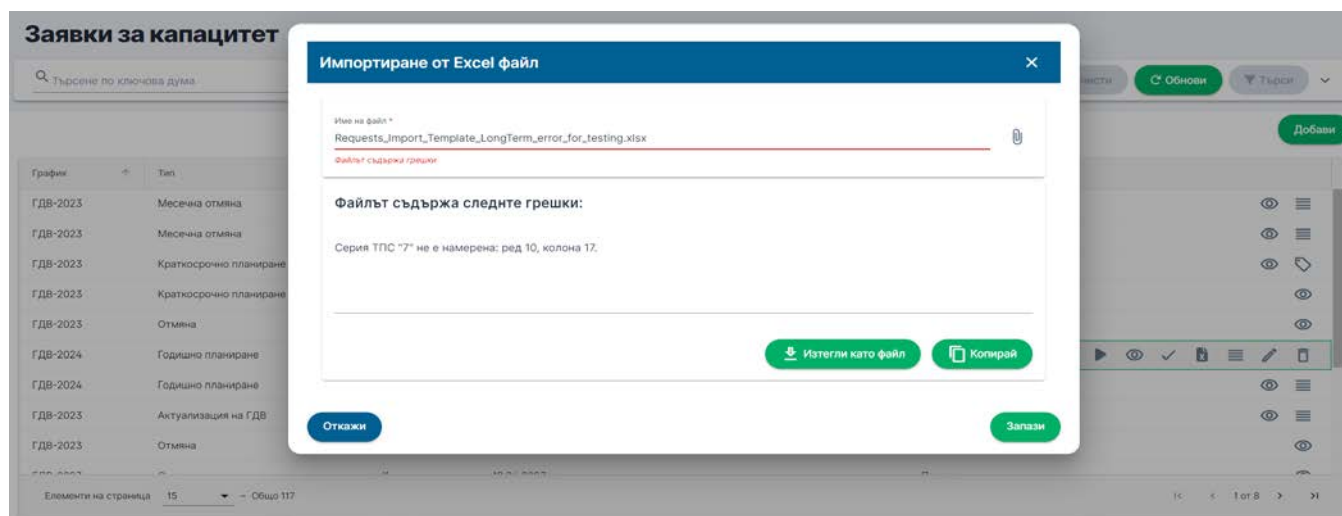 Заявки за капацитет
Търсене по ключова дума
Обнови
Търси
Добави
График
Тип
ГДВ-2023 Месечна отмяна
ГДВ-2023 Месечна отмяна
ГДВ-2023 Краткосрочно планиране
ГДВ-2023 Краткосрочно планиране
ГДВ-2023 Отмяна
ГДВ-2024 Годишно планиране
ГДВ-2024 Годишно планиране
ГДВ-2023 Актуализация на ГДВ
ГДВ-2023 Отмяна
Елементи на страница 15 – Общо 117
1 от 8
Импортиране от Excel файл
Име на файл *
Requests_Import_Template_LongTerm_error_for_testing.xlsx
Файлът съдържа грешки
Файлът съдържа следнте грешки:
Серия ТПС "7" не е намерена: ред 10, колона 17.
Изтегли като файл
Копирай
Откажи
Запази